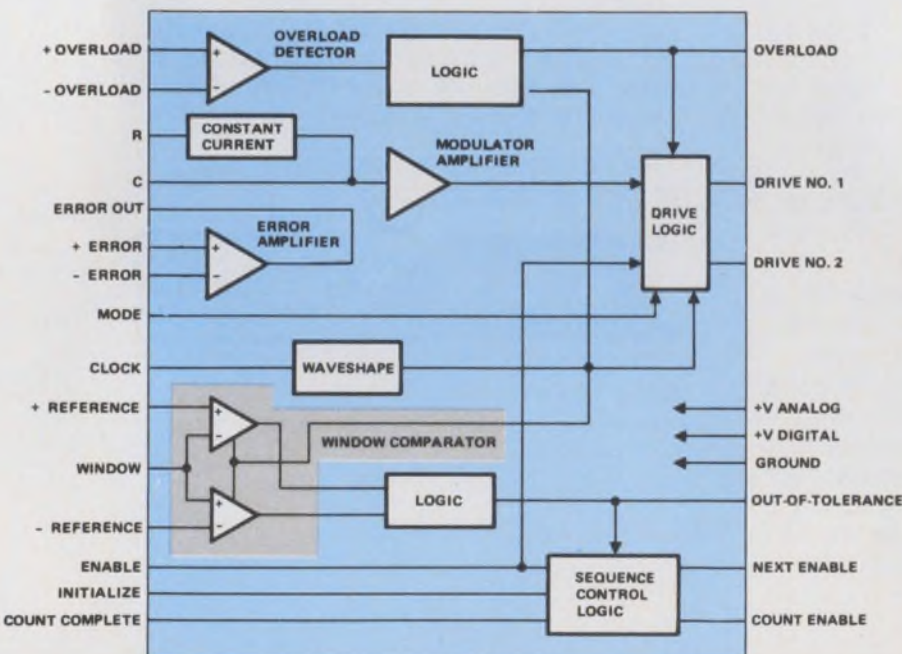 + OVERLOAD
- OVERLOAD
R
C
ERROR OUT
+ ERROR
- ERROR
MODE
CLOCK
+ REFERENCE
WINDOW
- REFERENCE
ENABLE
INITIALIZE
COUNT COMPLETE
+
-
OVERLOAD
DETECTOR
LOGIC
CONSTANT
CURRENT
MODULATOR
AMPLIFIER
+
-
ERROR
AMPLIFIER
DRIVE
LOGIC
WAVESHAPE
+
-
WINDOW COMPARATOR
+
-
LOGIC
SEQUENCE
CONTROL
LOGIC
OVERLOAD
DRIVE NO. 1
DRIVE NO. 2
+V ANALOG
+V DIGITAL
GROUND
OUT-OF-TOLERANCE
NEXT ENABLE
COUNT ENABLE